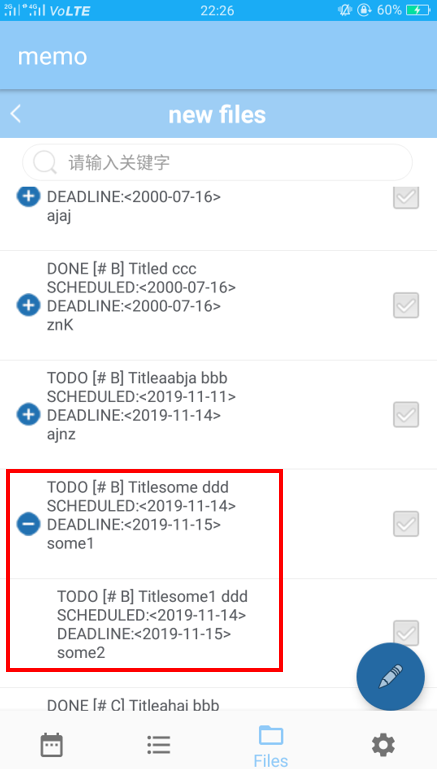 2G 4G VoLTE 22:26 60%
memo
new files
请输入关键字
DEADLINE:<2000-07-16>
ajaj
DONE [# B] Titled ccc
SCHEDULED:<2000-07-16>
DEADLINE:<2000-07-16>
znK
TODO [# B] Titleaabja bbb
SCHEDULED:<2019-11-11>
DEADLINE:<2019-11-14>
ajnz
TODO [# B] Titlesome ddd
SCHEDULED:<2019-11-14>
DEADLINE:<2019-11-15>
some1
TODO [# B] Titlesome1 ddd
SCHEDULED:<2019-11-14>
DEADLINE:<2019-11-15>
some2
DONE [# C] Titleahai bbb
Files